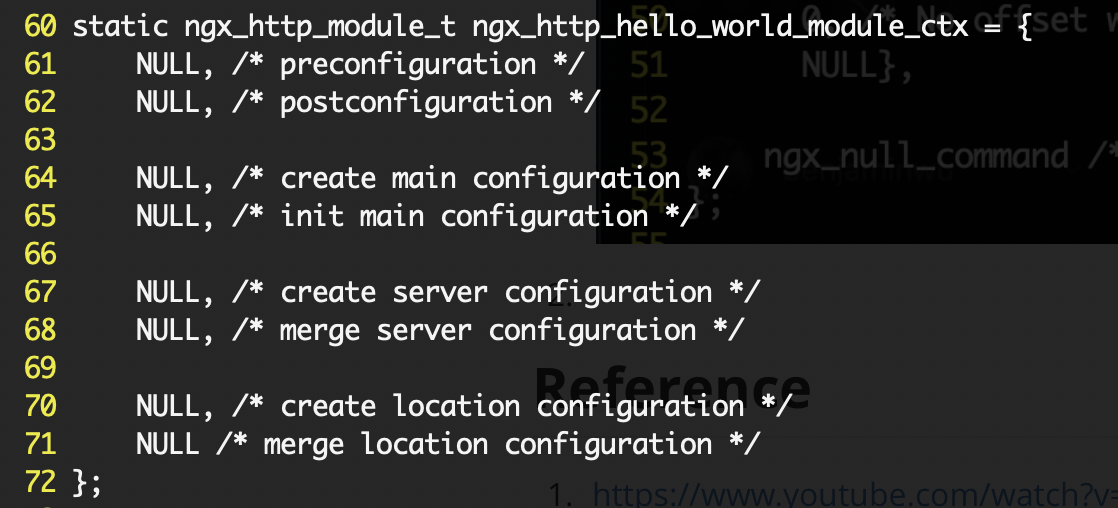 60 static ngx_http_module_t ngx_http_hello_world_module_ctx = {
61     NULL, /* preconfiguration */
62     NULL, /* postconfiguration */
63
64     NULL, /* create main configuration */
65     NULL, /* init main configuration */
66
67     NULL, /* create server configuration */
68     NULL, /* merge server configuration */
69
70     NULL, /* create location configuration */
71     NULL /* merge location configuration */
72 };
50 0, /* No offset w
51 NULL},
52
53 ngx_null_command /*
54 };
55
2.
Reference
1. https://www.youtube.com/watch?v=